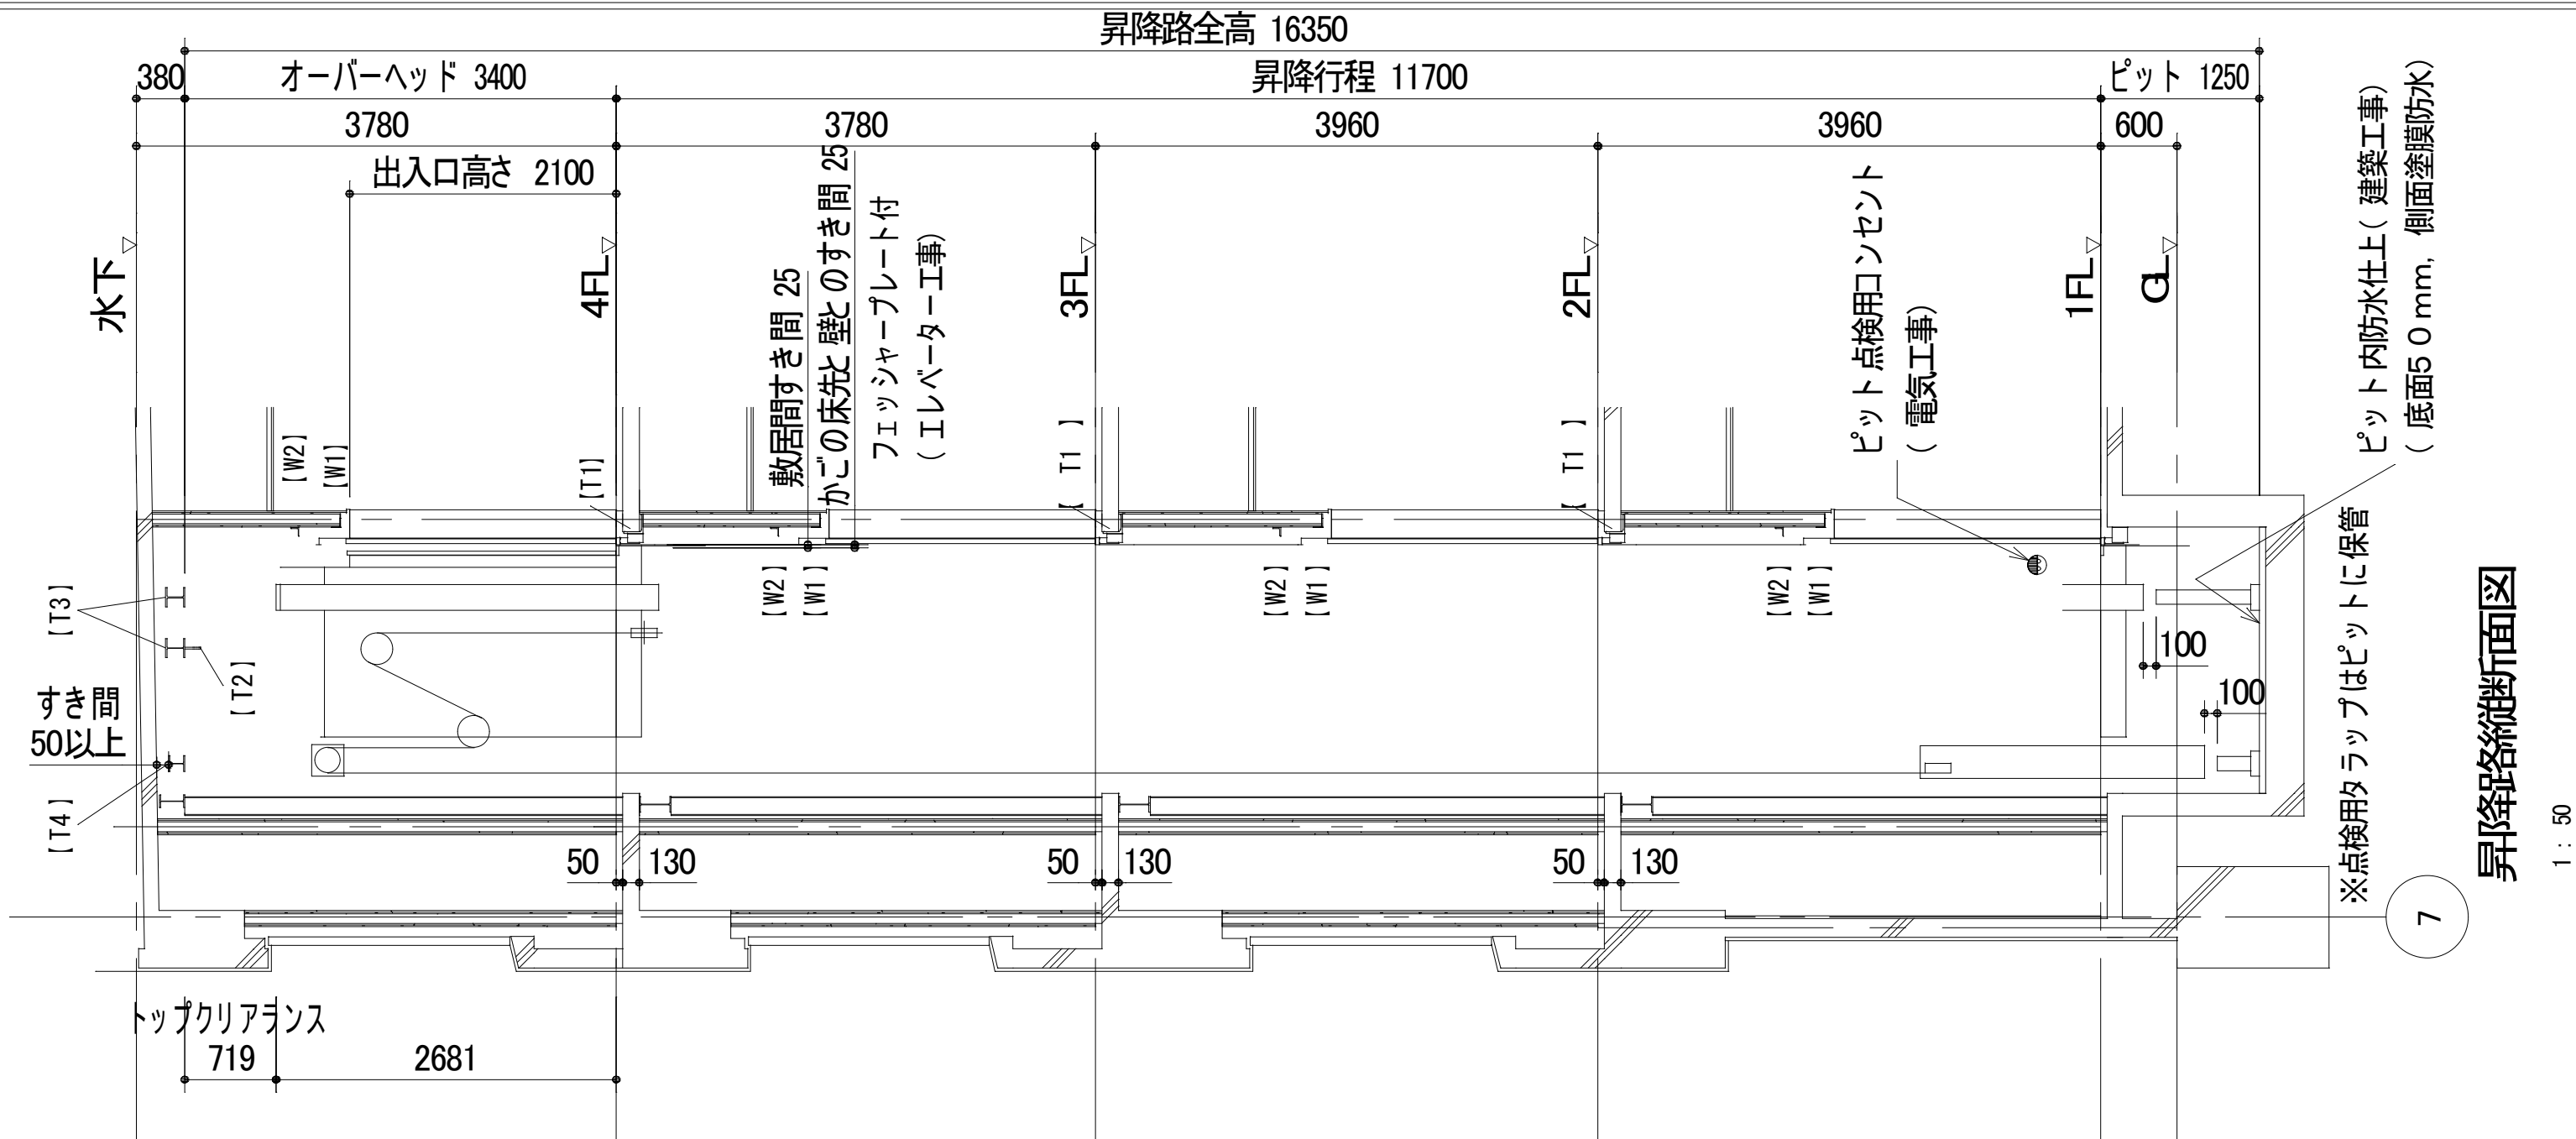 昇降路全高 16350
380
オーバーヘッド 3400
昇降行程 11700
ピット 1250
3780
3780
3960
3960
600
出入口高さ 2100
水下
4FL
3FL
2FL
1FL
GL
敷居間すき間 25
かごの床先と壁とのすき間 25
フェッシャープレート付
(エレベーター工事)
ピット点検用コンセント
(電気工事)
ピット内防水仕上(建築工事)
(底面50mm, 側面塗膜防水)
【W2】
【W1】
【T1】
【T1】
【T1】
【W2】
【W1】
【W2】
【W1】
【W2】
【W1】
【T3】
【T2】
すき間
50以上
【T4】
100
100
50
130
50
130
50
130
※点検用タラップはピットに保管
7
トップクリアランス
719
2681
昇降路縦断面図
1:50